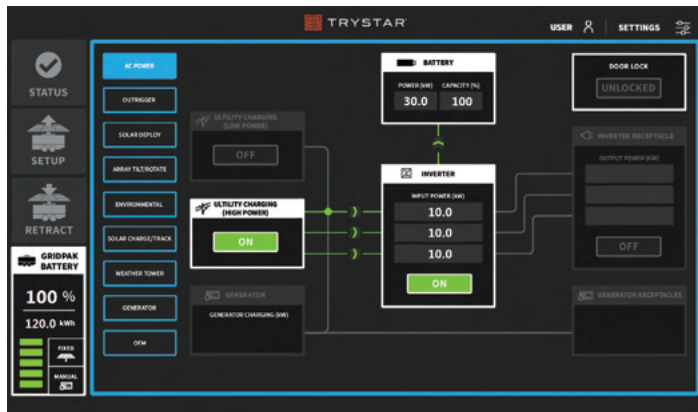 TRYSTAR
USER
SETTINGS
STATUS
SETUP
RETRACT
GRIDPAK
BATTERY
100 %
120.0 kWh
FIXED
MANUAL
AC POWER
OUTRIGGER
SOLAR DEPLOY
ARRAY TILT/ROTATE
ENVIRONMENTAL
SOLAR CHARGE/TRACK
WEATHER TOWER
GENERATOR
OEM
ULTILITY CHARGING
(LOW POWER)
OFF
ULTILITY CHARGING
(HIGH POWER)
ON
GENERATOR
GENERATOR CHARGING (kW)
BATTERY
POWER (kW) CAPACITY (%)
30.0 100
INVERTER
INPUT POWER (kW)
10.0
10.0
10.0
ON
DOOR LOCK
UNLOCKED
INVERTER RECEPTACLE
OUTPUT POWER (KW)
OFF
GENERATOR RECEPTACLES